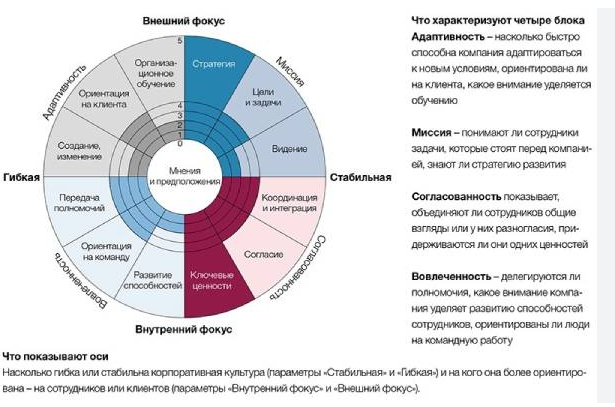 Внешний фокус
5
4
3
2
1
0
Адаптивность
Миссия
Организа-
ционное
обучение
Стратегия
Ориентация
на клиента
Цели
и задачи
Создание,
изменение
Видение
Мнения
и предположения
Гибкая
Стабильная
Передача
полномочий
Координация
и интеграция
Ориентация
на команду
Согласие
Развитие
способностей
Ключевые
ценности
Вовлеченность
Согласованность
Внутренний фокус
Что характеризуют четыре блока
Адаптивность – насколько быстро
способна компания адаптироваться
к новым условиям, ориентирована ли
на клиента, какое внимание уделяется
обучению
Миссия – понимают ли сотрудники
задачи, которые стоят перед компани-
ей, знают ли стратегию развития
Согласованность показывает,
объединяют ли сотрудников общие
взгляды или у них разногласия, при-
держиваются ли они одних ценностей
Вовлеченность – делегируются ли
полномочия, какое внимание компа-
ния уделяет развитию способностей
сотрудников, ориентированы ли люди
на командную работу
Что показывают оси
Насколько гибка или стабильна корпоративная культура (параметры «Стабильная» и «Гибкая») и на кого она более ориентиро-
вана – на сотрудников или клиентов (параметры «Внутренний фокус» и «Внешний фокус»).